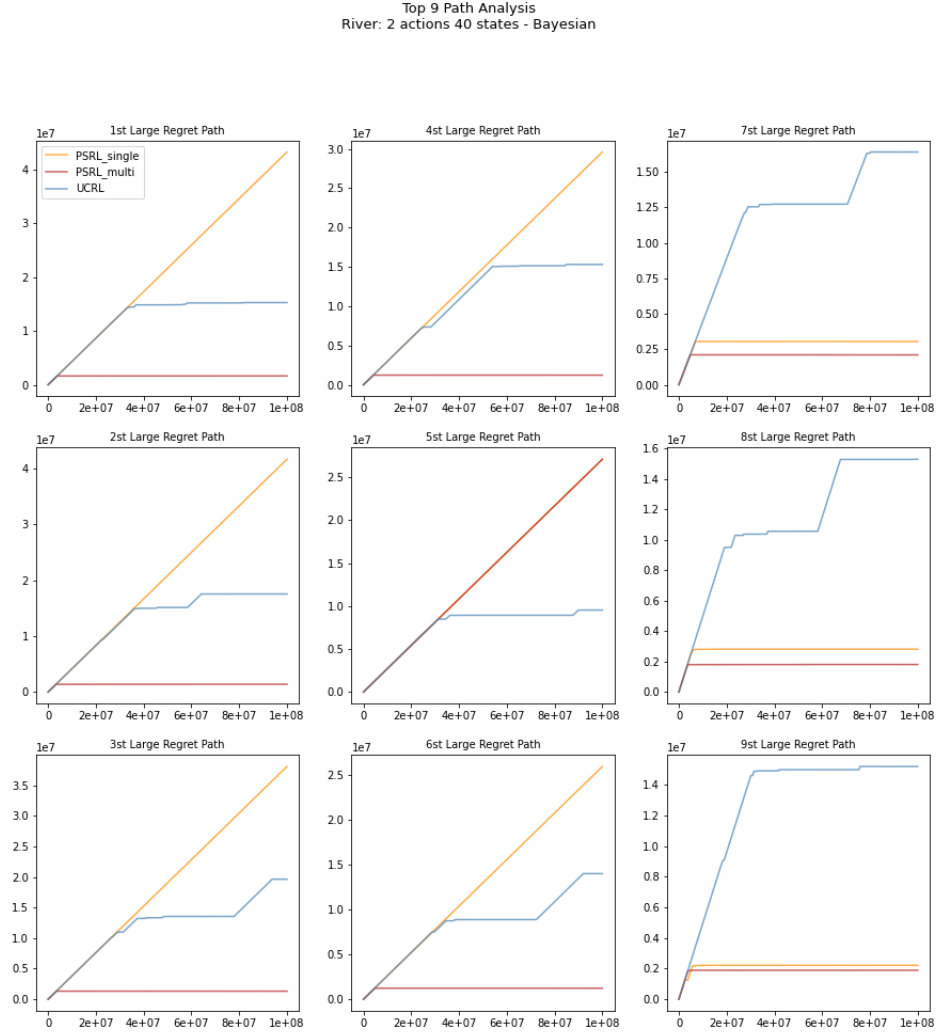 Top 9 Path Analysis
River: 2 actions 40 states - Bayesian
1e7
1st Large Regret Path
PSRL_single
PSRL_multi
UCRL
4
3
2
1
0
0 2e+07 4e+07 6e+07 8e+07 1e+08
1e7
4st Large Regret Path
3.0
2.5
2.0
1.5
1.0
0.5
0.0
0 2e+07 4e+07 6e+07 8e+07 1e+08
1e7
7st Large Regret Path
1.50
1.25
1.00
0.75
0.50
0.25
0.00
0 2e+07 4e+07 6e+07 8e+07 1e+08
1e7
2st Large Regret Path
4
3
2
1
0
0 2e+07 4e+07 6e+07 8e+07 1e+08
1e7
5st Large Regret Path
2.5
2.0
1.5
1.0
0.5
0.0
0 2e+07 4e+07 6e+07 8e+07 1e+08
1e7
8st Large Regret Path
1.6
1.4
1.2
1.0
0.8
0.6
0.4
0.2
0.0
0 2e+07 4e+07 6e+07 8e+07 1e+08
1e7
3st Large Regret Path
3.5
3.0
2.5
2.0
1.5
1.0
0.5
0.0
0 2e+07 4e+07 6e+07 8e+07 1e+08
1e7
6st Large Regret Path
2.5
2.0
1.5
1.0
0.5
0.0
0 2e+07 4e+07 6e+07 8e+07 1e+08
1e7
9st Large Regret Path
1.4
1.2
1.0
0.8
0.6
0.4
0.2
0.0
0 2e+07 4e+07 6e+07 8e+07 1e+08